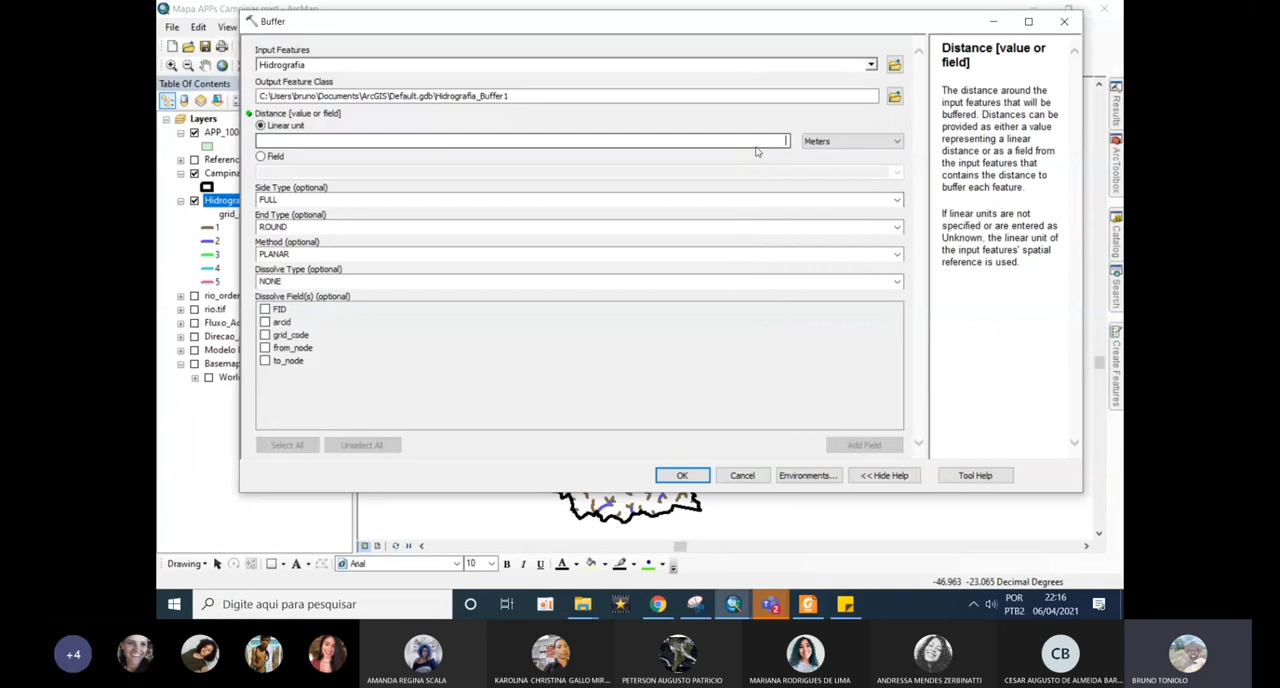 Mapa APPs Campinas.mxd - ArcMap
Buffer
File Edit View
Table Of Contents
Layers
APP_100
Referenc
Campina
Hidrograf
grid_
1
2
3
4
5
rio_orde
rio.tif
Fluxo_Ac
Direcao_
Modelo
Basemap
Worl
Input Features
Hidrografia
Output Feature Class
C:\Users\bruno\Documents\ArcGIS\Default.gdb\Hidrografia_Buffer1
Distance [value or field]
Linear unit
Meters
Field
Side Type (optional)
FULL
End Type (optional)
ROUND
Method (optional)
PLANAR
Dissolve Type (optional)
NONE
Dissolve Field(s) (optional)
FID
arcid
grid_code
from_node
to_node
Select All Unselect All Add Field
OK Cancel Environments... << Hide Help Tool Help
Distance [value or
field]
The distance around the
input features that will be
buffered. Distances can be
provided as either a value
representing a linear
distance or as a field from
the input features that
contains the distance to
buffer each feature.
If linear units are not
specified or are entered as
Unknown, the linear unit of
the input features' spatial
reference is used.
Results
ArcToolbox
Catalog
Search
Create Features
Drawing A Arial 10 B I U A
-46.963 -23.065 Decimal Degrees
Digite aqui para pesquisar
POR
PTB2
22:16
06/04/2021
+4
AMANDA REGINA SCALA
KAROLINA CHRISTINA GALLO MIR...
PETERSON AUGUSTO PATRICIO
MARIANA RODRIGUES DE LIMA
ANDRESSA MENDES ZERBINATTI
CB
CESAR AUGUSTO DE ALMEIDA BAR...
BRUNO TONIOLO